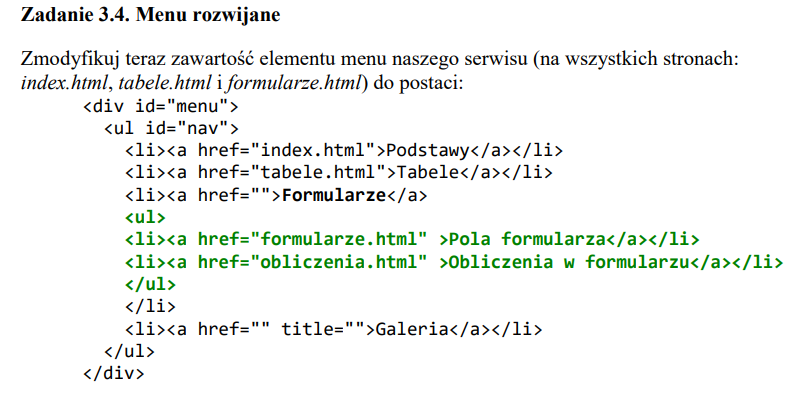 Zadanie 3.4. Menu rozwijane
Zmodyfikuj teraz zawartość elementu menu naszego serwisu (na wszystkich stronach:
index.html, tabele.html i formularze.html) do postaci:
<div id="menu">
<ul id="nav">
<li><a href="index.html">Podstawy</a></li>
<li><a href="tabele.html">Tabele</a></li>
<li><a href="">Formularze</a>
<ul>
<li><a href="formularze.html" >Pola formularza</a></li>
<li><a href="obliczenia.html" >Obliczenia w formularzu</a></li>
</ul>
</li>
<li><a href="" title="">Galeria</a></li>
</ul>
</div>